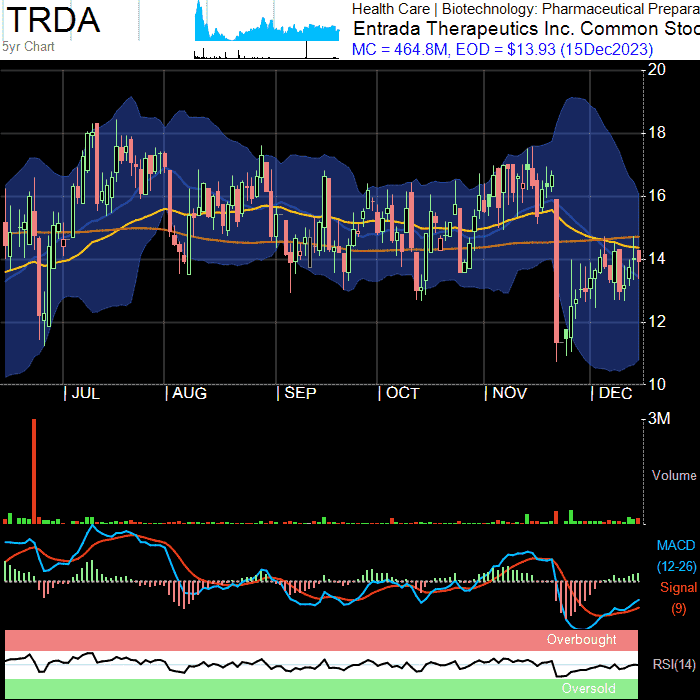 TRDA
5yr Chart
Health Care | Biotechnology: Pharmaceutical Prepara
Entrada Therapeutics Inc. Common Stoc
MC = 464.8M, EOD = $13.93 (15Dec2023)
20
18
16
14
12
10
| JUL | AUG | SEP | OCT | NOV | DEC
3M
Volume
MACD
(12-26)
Signal
(9)
Overbought
RSI(14)
Oversold